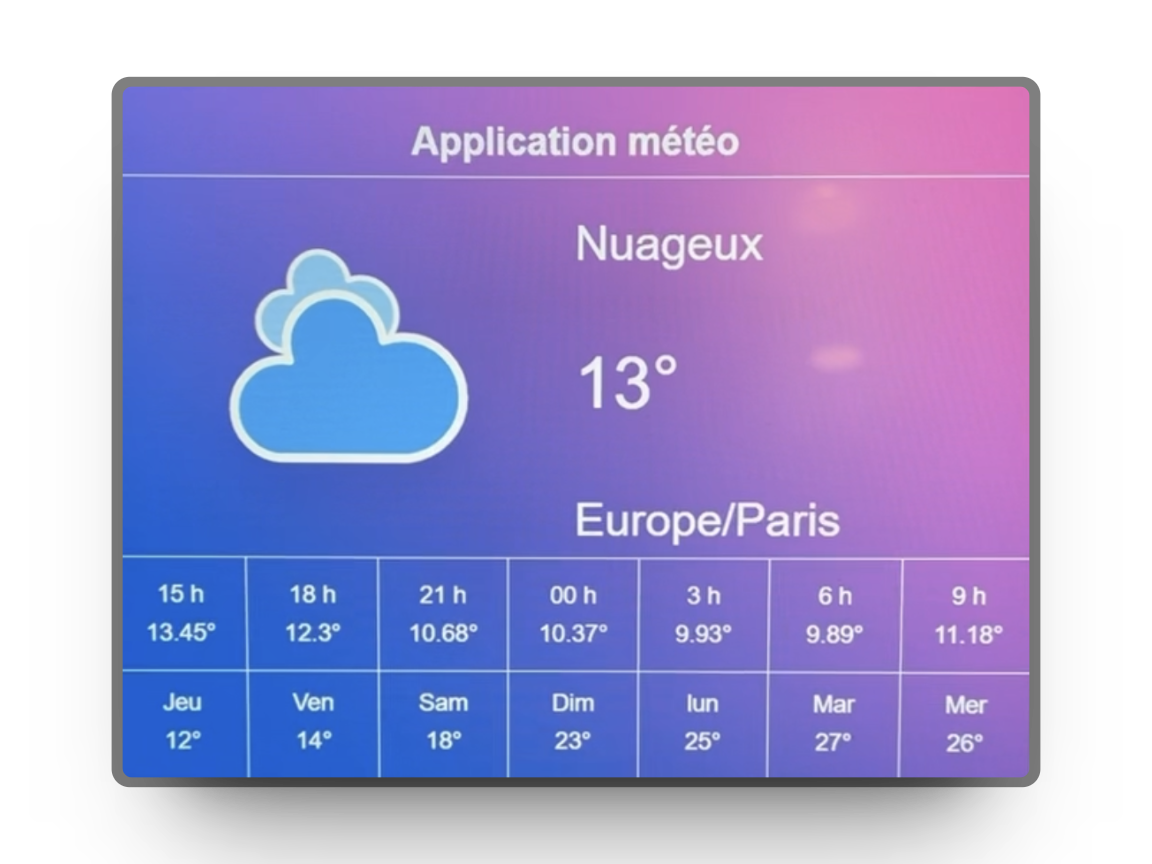 Application météo
Nuageux
13°
Europe/Paris
15 h 18 h 21 h 00 h 3 h 6 h 9 h
13.45° 12.3° 10.68° 10.37° 9.93° 9.89° 11.18°
Jeu Ven Sam Dim lun Mar Mer
12° 14° 18° 23° 25° 27° 26°